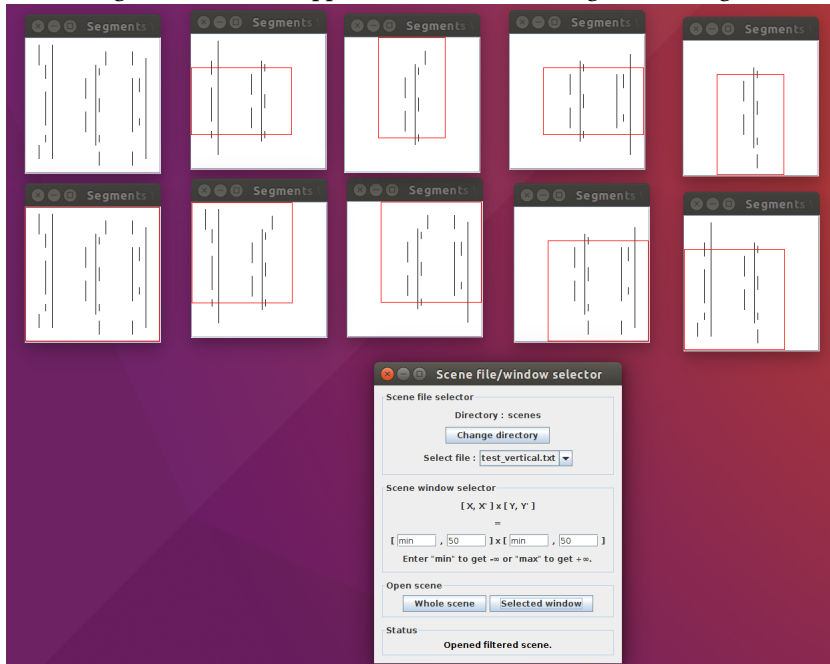 Segments
Segments
Segments
Segments
Segments
Segments
Segments
Segments
Segments
Segments
Scene file/window selector
Scene file selector
Directory : scenes
Change directory
Select file : test_vertical.txt
Scene window selector
[ X, X' ] x [ Y, Y' ]
=
[ min , 50 ] x [ min , 50 ]
Enter "min" to get -∞ or "max" to get +∞.
Open scene
Whole scene Selected window
Status
Opened filtered scene.